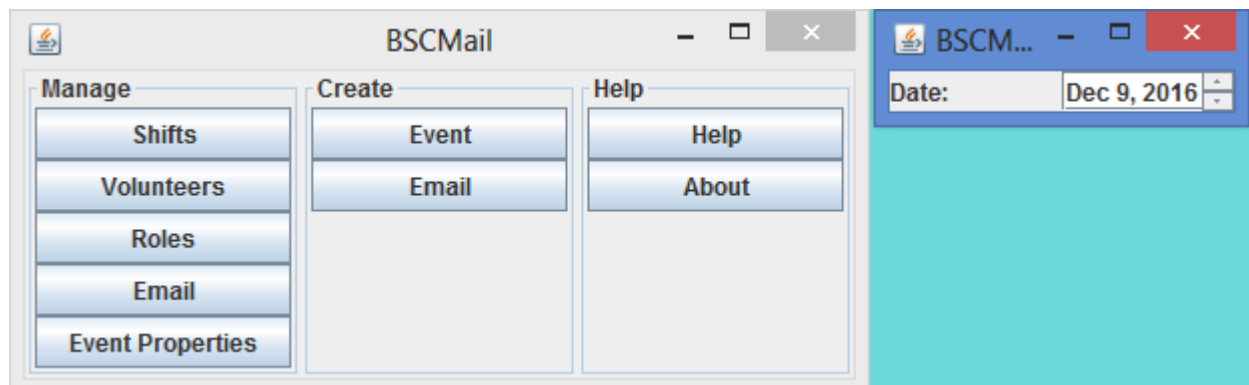 BSCMail
Manage
Shifts
Volunteers
Roles
Email
Event Properties
Create
Event
Email
Help
Help
About
BSCM...
Date: Dec 9, 2016